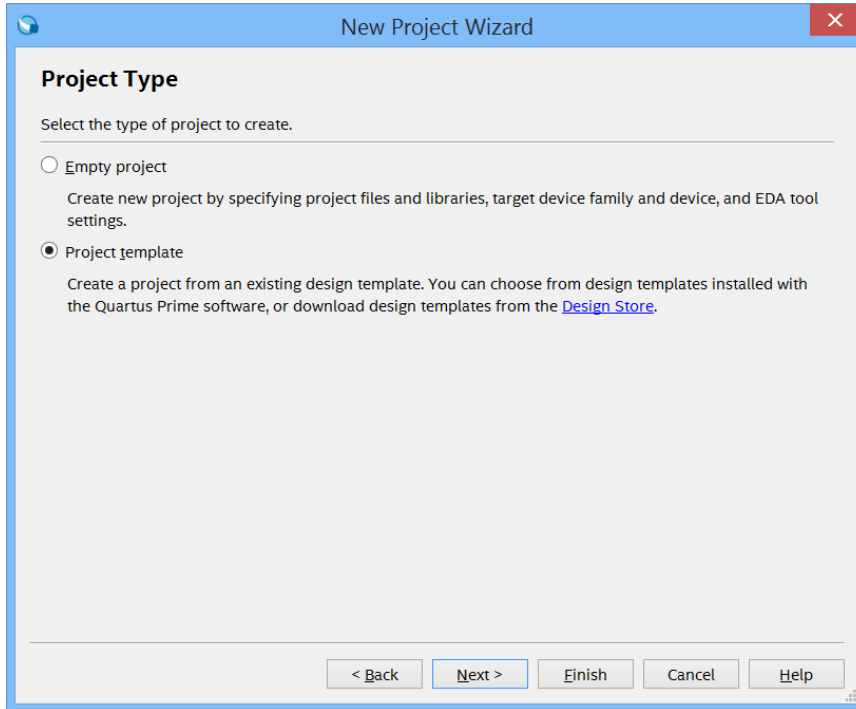 New Project Wizard
Project Type
Select the type of project to create.
Empty project
Create new project by specifying project files and libraries, target device family and device, and EDA tool
settings.
Project template
Create a project from an existing design template. You can choose from design templates installed with
the Quartus Prime software, or download design templates from the Design Store.
< Back Next > Finish Cancel Help